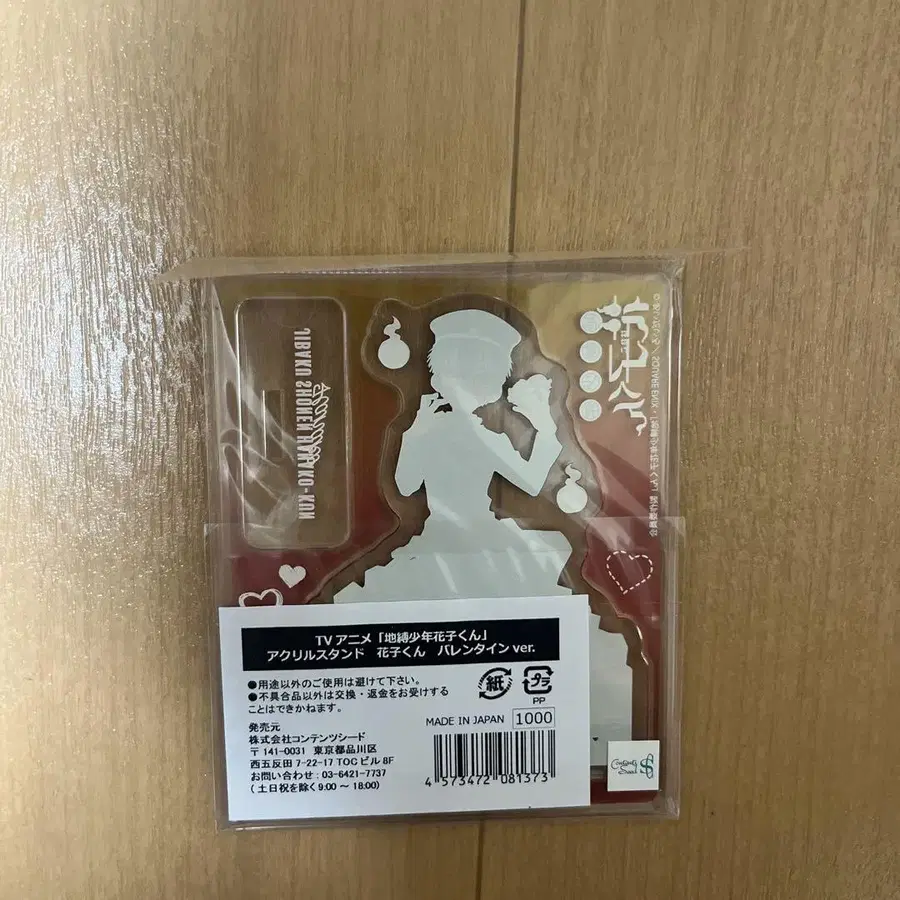 JIBAKU SHONEN HANAKO-KUN
TVアニメ「地縛少年花子くん」
アクリルスタンド　花子くん　バレンタイン ver.
●用途以外のご使用は避けて下さい。
●不具合品以外は交換・返金をお受けする
ことはできかねます。
発売元
株式会社コンテンツシード
〒141-0031 東京都品川区
西五反田 7-22-17 TOCビル 8F
お問い合わせ：03-6421-7737
(土日祝を除く9:00 ～ 18:00)
紙
プラ
PP
MADE IN JAPAN
1000
4 573472 081373
Contents Seed